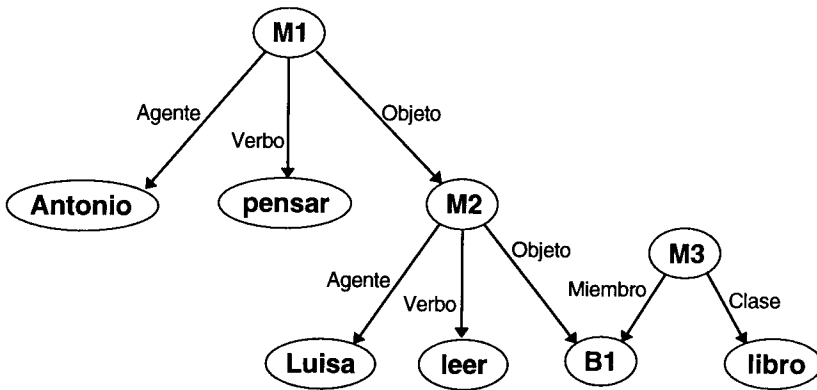 M1
Agente
Verbo
Objeto
Antonio
pensar
M2
M3
Agente
Verbo
Objeto
Miembro
Clase
Luisa
leer
B1
libro